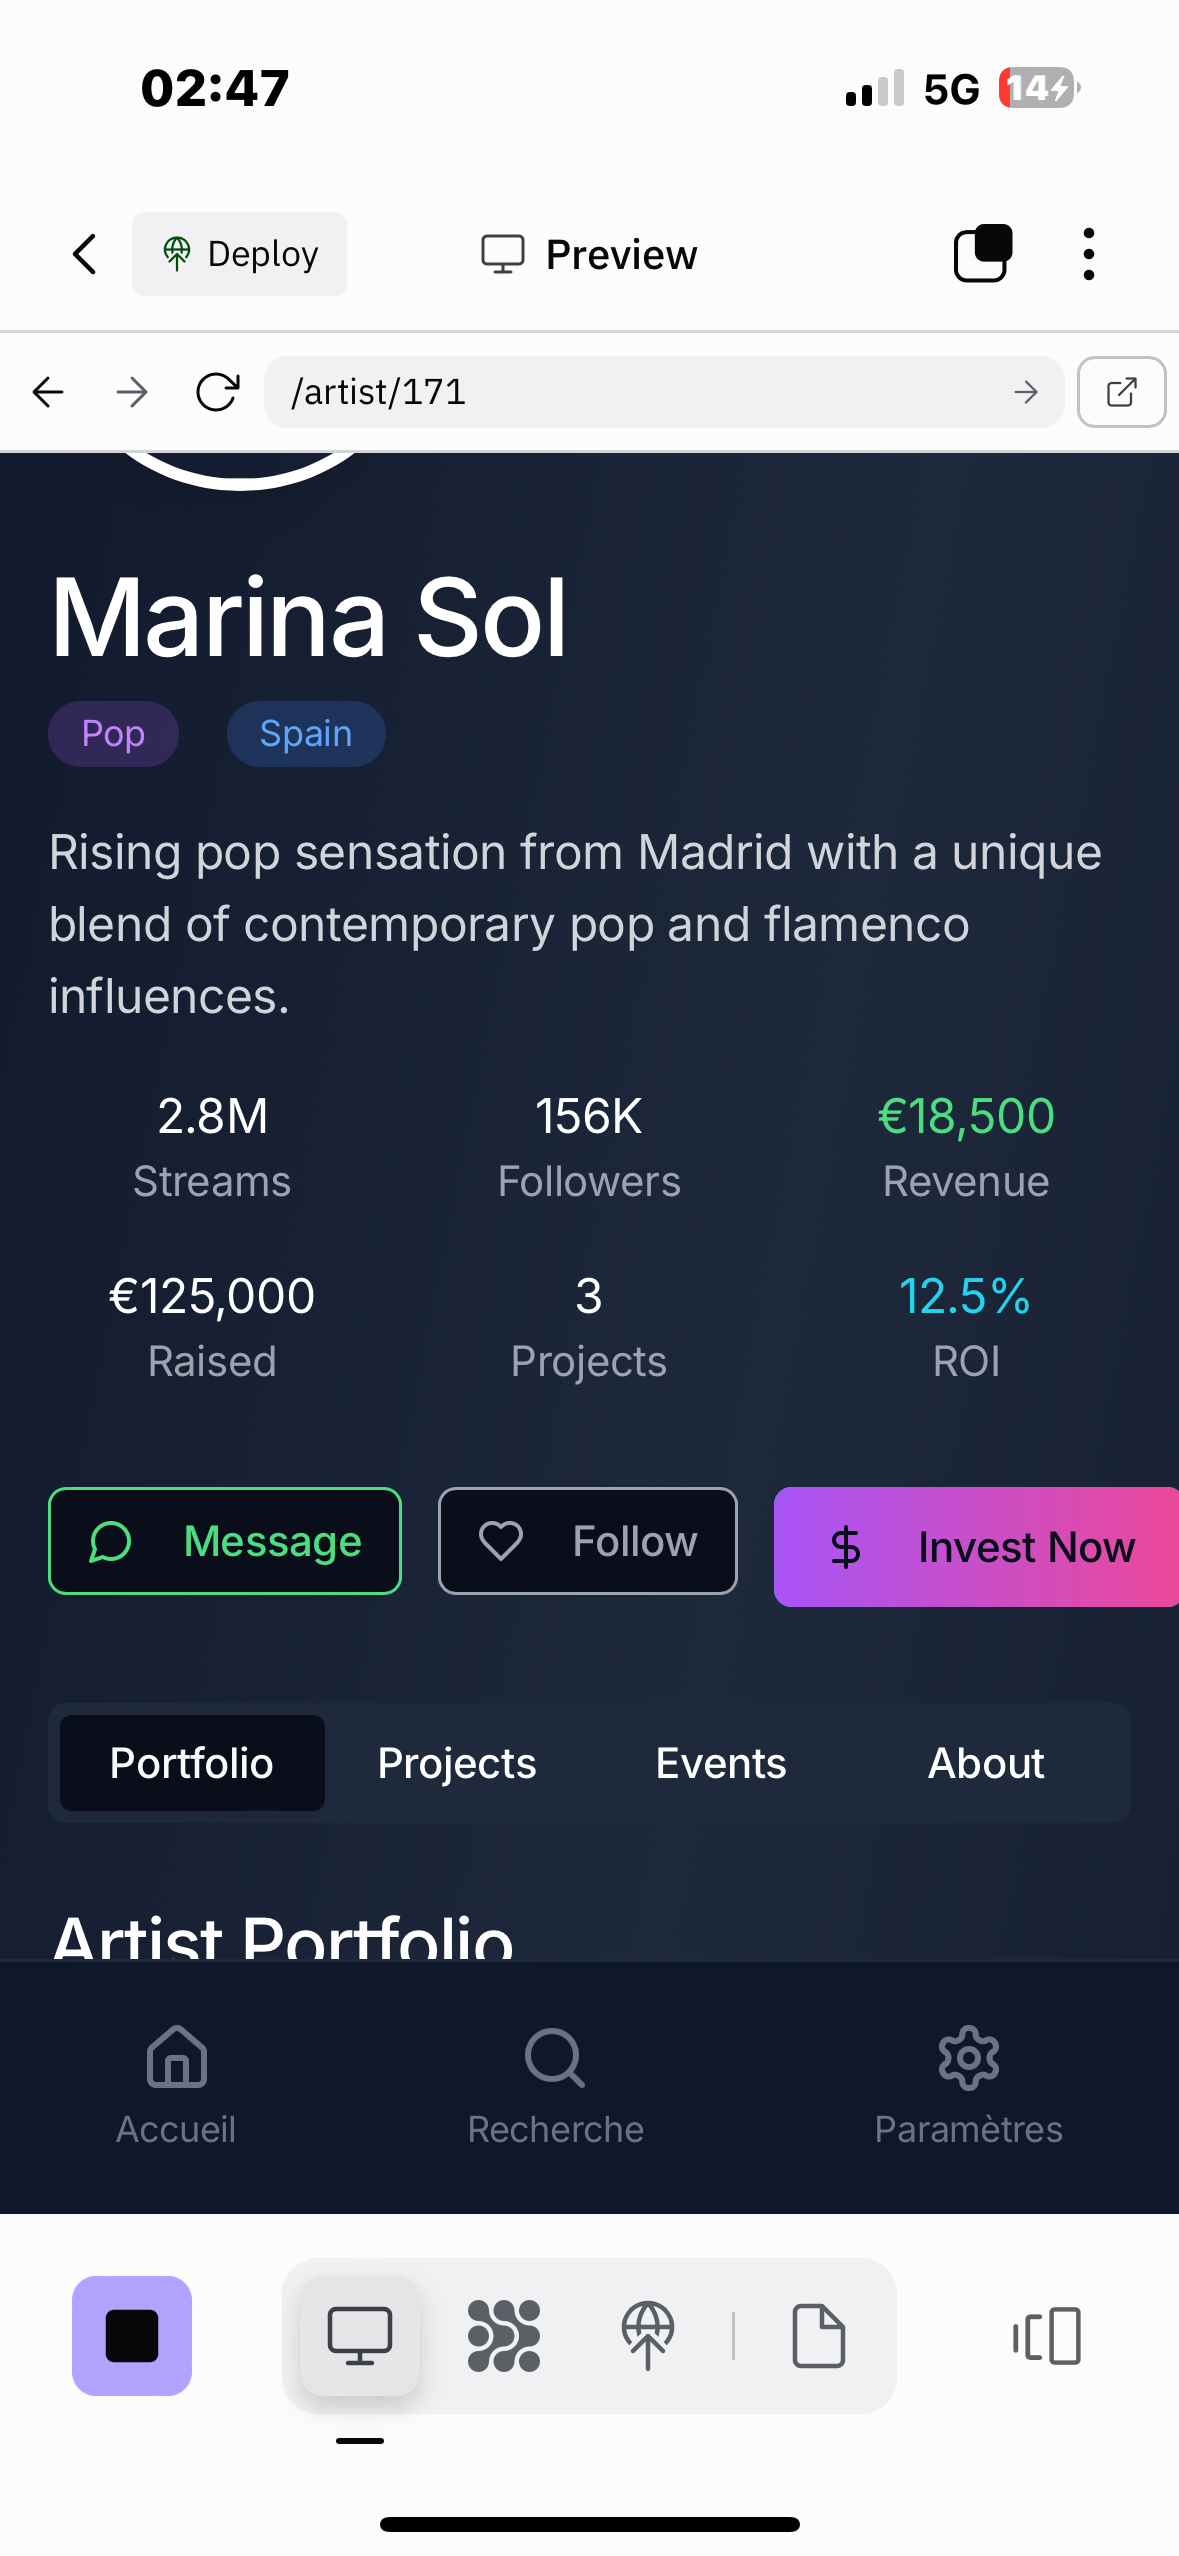 02:47
5G
14
Deploy
Preview
/artist/171
Marina Sol
Pop
Spain
Rising pop sensation from Madrid with a unique
blend of contemporary pop and flamenco
influences.
2.8M
156K
€18,500
Streams
Followers
Revenue
€125,000
3
12.5%
Raised
Projects
ROI
Message
Follow
$ Invest Now
Portfolio
Projects
Events
About
Artist Portfolio
Accueil
Recherche
Paramètres